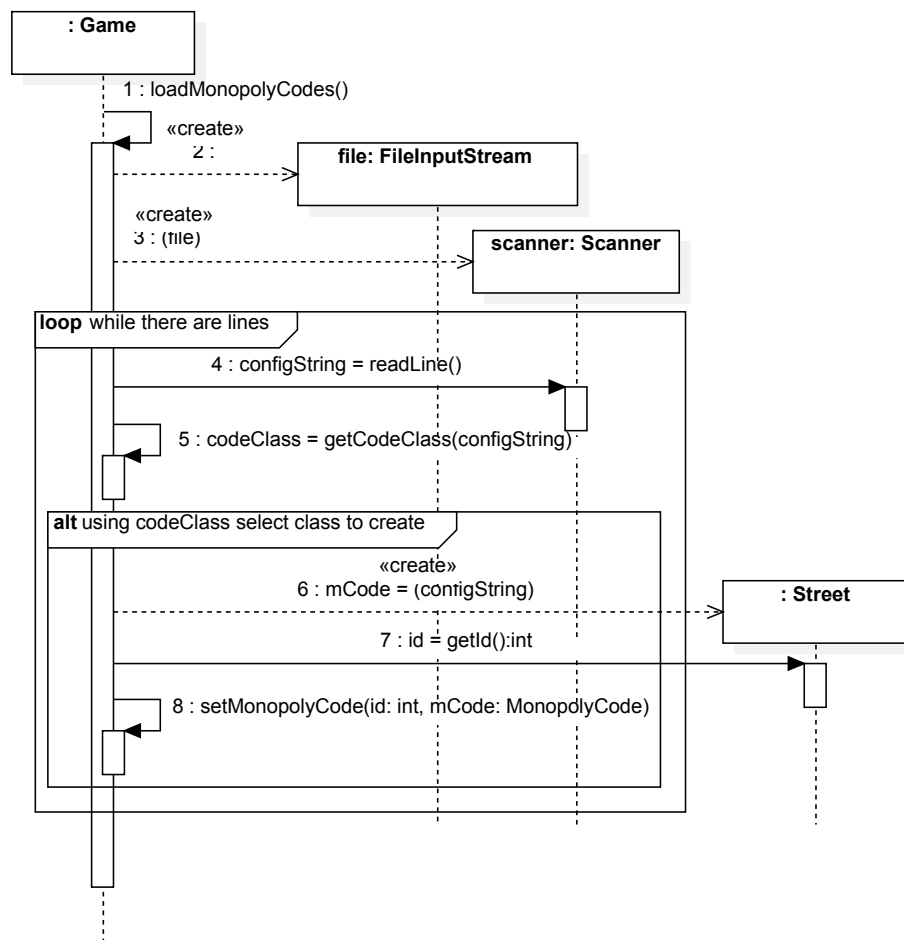 : Game
1 : loadMonopolyCodes()
«create»
2 :
file: FileInputStream
«create»
3 : (file)
scanner: Scanner
loop while there are lines
4 : configString = readLine()
5 : codeClass = getCodeClass(configString)
alt using codeClass select class to create
«create»
6 : mCode = (configString)
: Street
7 : id = getId():int
8 : setMonopolyCode(id: int, mCode: MonopolyCode)